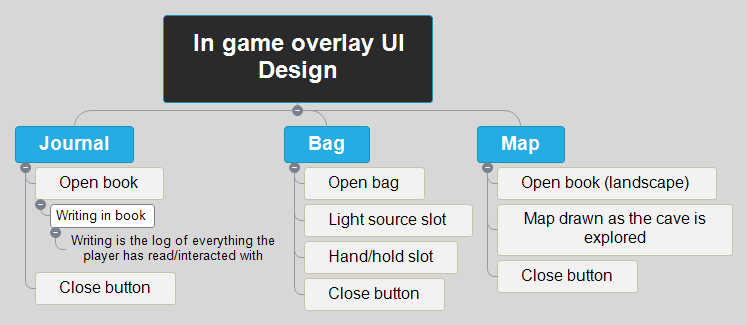 In game overlay UI
Design
Journal
Open book
Writing in book
Writing is the log of everything the
player has read/interacted with
Close button
Bag
Open bag
Light source slot
Hand/hold slot
Close button
Map
Open book (landscape)
Map drawn as the cave is
explored
Close button